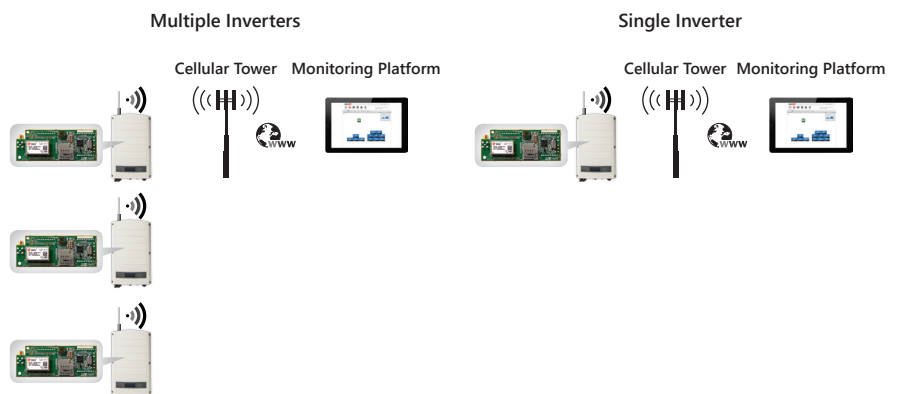 Multiple Inverters
Single Inverter
Cellular Tower Monitoring Platform
Cellular Tower Monitoring Platform
www
www